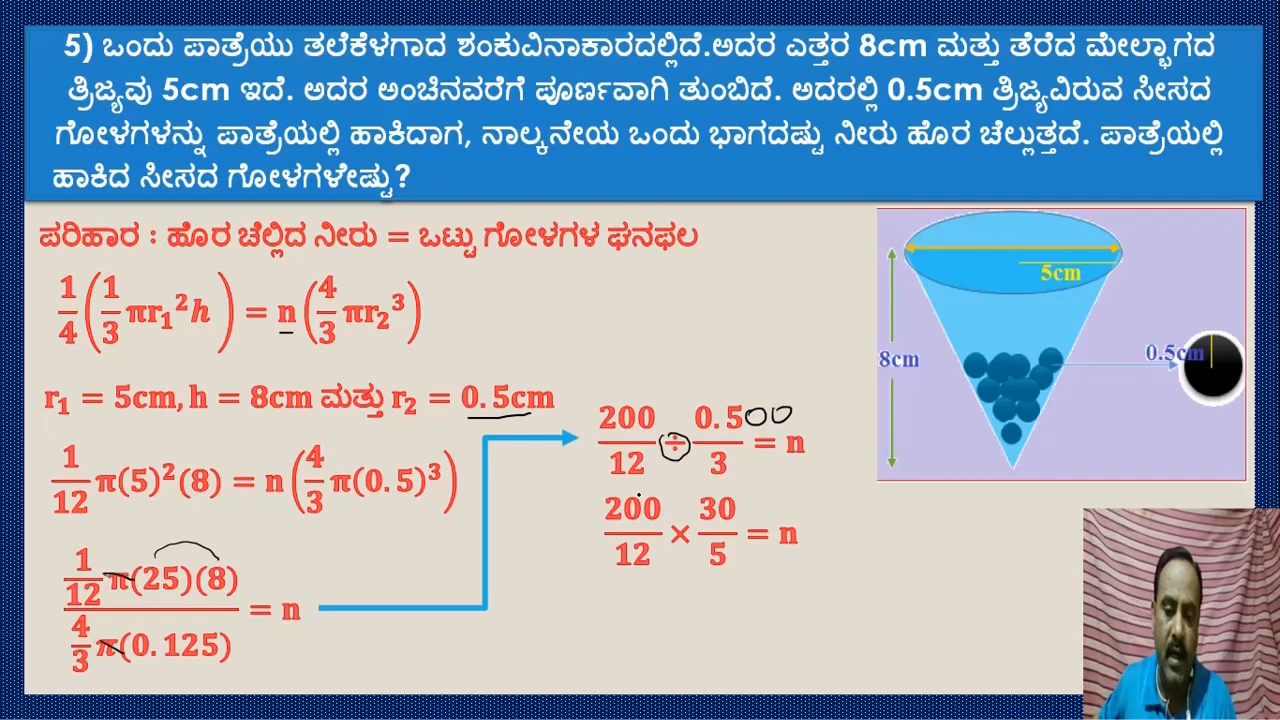 5) ಒಂದು ಪಾತ್ರೆಯು ತಲೆಕೆಳಗಾದ ಶಂಕುವಿನಾಕಾರದಲ್ಲಿದೆ.ಅದರ ಎತ್ತರ 8cm ಮತ್ತು ತೆರೆದ ಮೇಲ್ಭಾಗದ
ತ್ರಿಜ್ಯವು 5cm ಇದೆ. ಅದರ ಅಂಚಿನವರೆಗೆ ಪೂರ್ಣವಾಗಿ ತುಂಬಿದೆ. ಅದರಲ್ಲಿ 0.5cm ತ್ರಿಜ್ಯವಿರುವ ಸೀಸದ
ಗೋಳಗಳನ್ನು ಪಾತ್ರೆಯಲ್ಲಿ ಹಾಕಿದಾಗ, ನಾಲ್ಕನೇಯ ಒಂದು ಭಾಗದಷ್ಟು ನೀರು ಹೊರ ಚೆಲ್ಲುತ್ತದೆ. ಪಾತ್ರೆಯಲ್ಲಿ
ಹಾಕಿದ ಸೀಸದ ಗೋಳಗಳೇಷ್ಟು?
ಪರಿಹಾರ : ಹೊರ ಚೆಲ್ಲಿದ ನೀರು = ಒಟ್ಟು ಗೋಳಗಳ ಘನಫಲ
1/4 (1/3 πr₁²h) = n (4/3 πr₂³)
r₁ = 5cm, h = 8cm ಮತ್ತು r₂ = 0.5cm
1/12 π(5)²(8) = n (4/3 π(0.5)³)
(1/12 π(25)(8)) / (4/3 π(0.125)) = n
200/12 ÷ 0.500/3 = n
200/12 × 30/5 = n
5cm
8cm
0.5cm